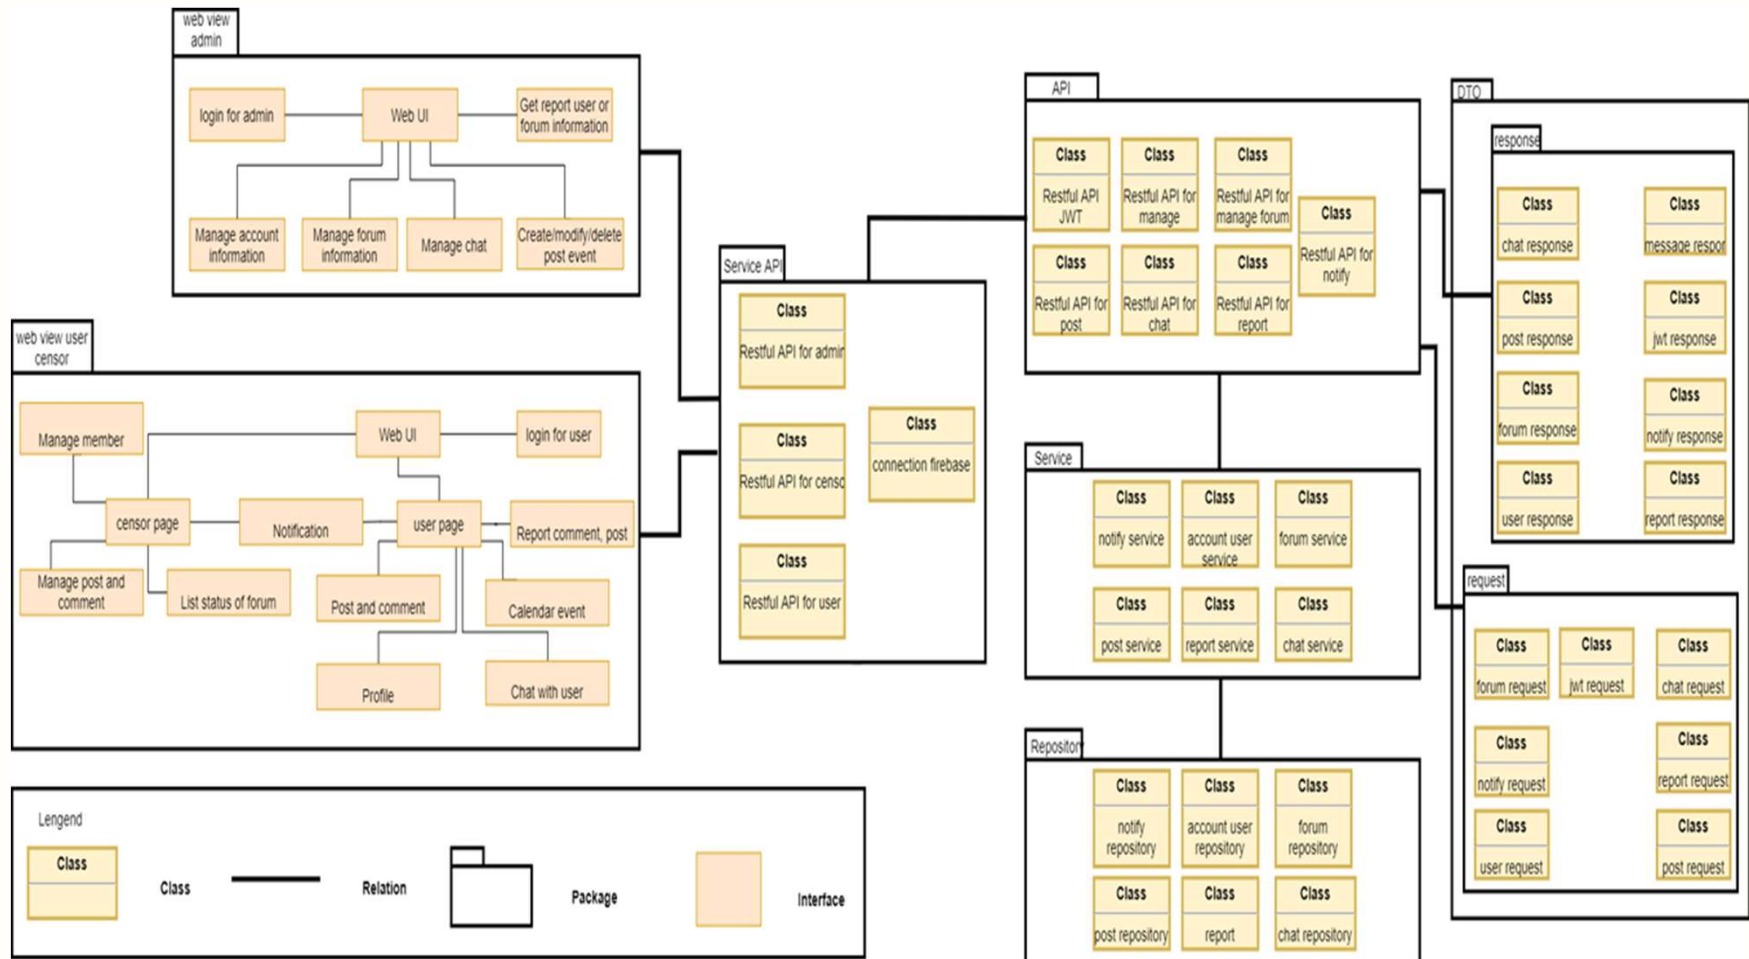 web view
admin
login for admin
Web UI
Get report user or
forum information
Manage account
information
Manage forum
information
Manage chat
Create/modify/delete
post event
web view user
censor
Manage member
Web UI
login for user
censor page
Notification
user page
Report comment, post
Manage post and
comment
List status of forum
Post and comment
Calendar event
Profile
Chat with user
Service API
Class
Restful API for admin
Class
connection firebase
Class
Restful API for censo
Class
Restful API for user
API
Class
Restful API
JWT
Class
Restful API for
manage
Class
Restful API for
manage forum
Class
Restful API for
notify
Class
Restful API for
post
Class
Restful API for
chat
Class
Restful API for
report
Service
Class
notify service
Class
account user
service
Class
forum service
Class
post service
Class
report service
Class
chat service
Repository
Class
notify
repository
Class
account user
repository
Class
forum
repository
Class
post repository
Class
report
Class
chat repository
DTO
response
Class
chat response
Class
message respor
Class
post response
Class
jwt response
Class
forum response
Class
notify response
Class
user response
Class
report response
request
Class
forum request
Class
jwt request
Class
chat request
Class
notify request
Class
report request
Class
user request
Class
post request
Lengend
Class
Class
Relation
Package
Interface